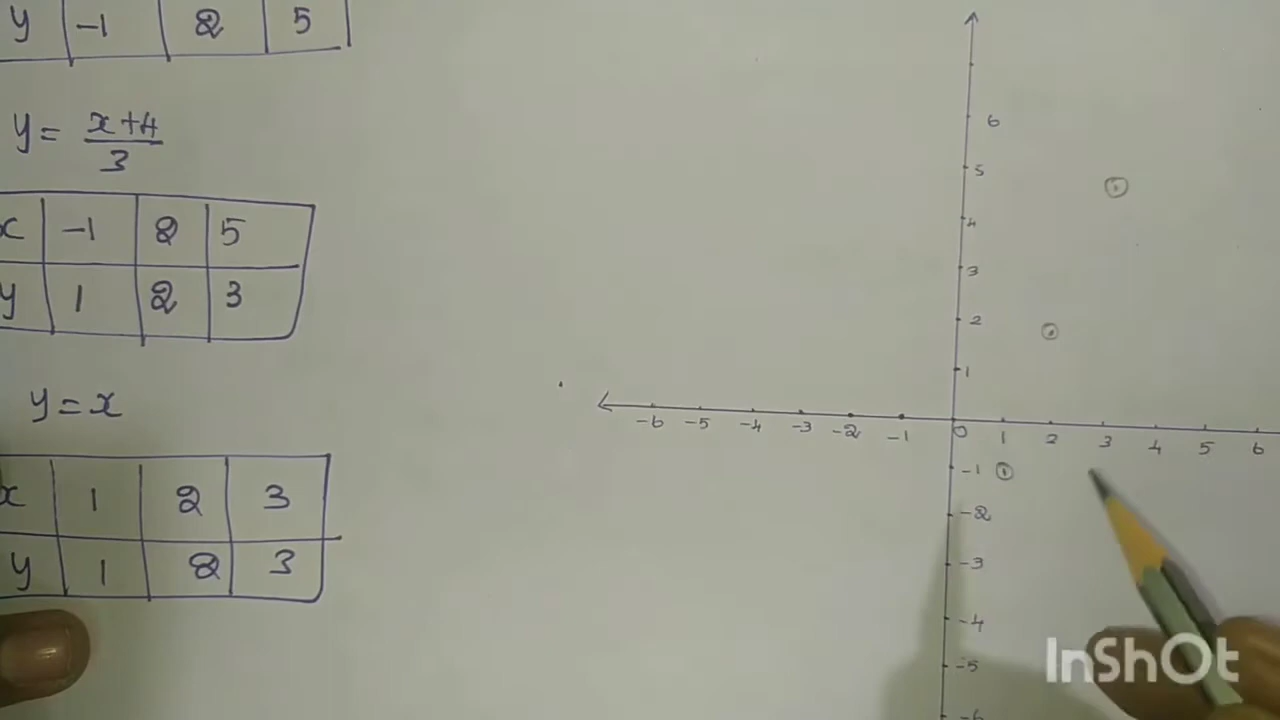 y -1 2 5
y = x+4
3
x -1 2 5
y 1 2 3
y = x
x 1 2 3
y 1 2 3
6
5
4
3
2
1
-6 -5 -4 -3 -2 -1 0 1 2 3 4 5 6
-1
-2
-3
-4
-5
-6
InShOt